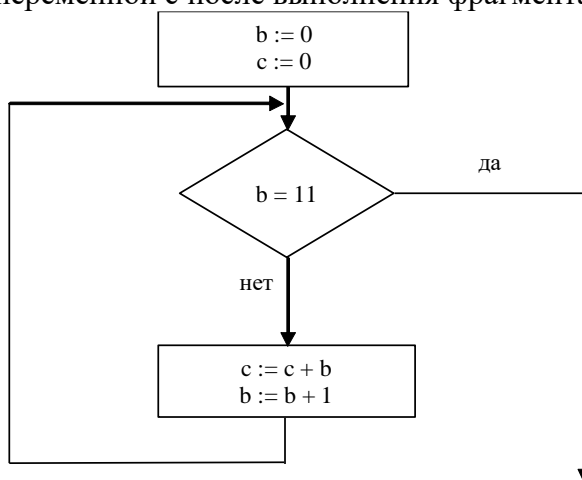 переменной с после выполнения фрагмента
b := 0
c := 0
b = 11
да
нет
c := c + b
b := b + 1